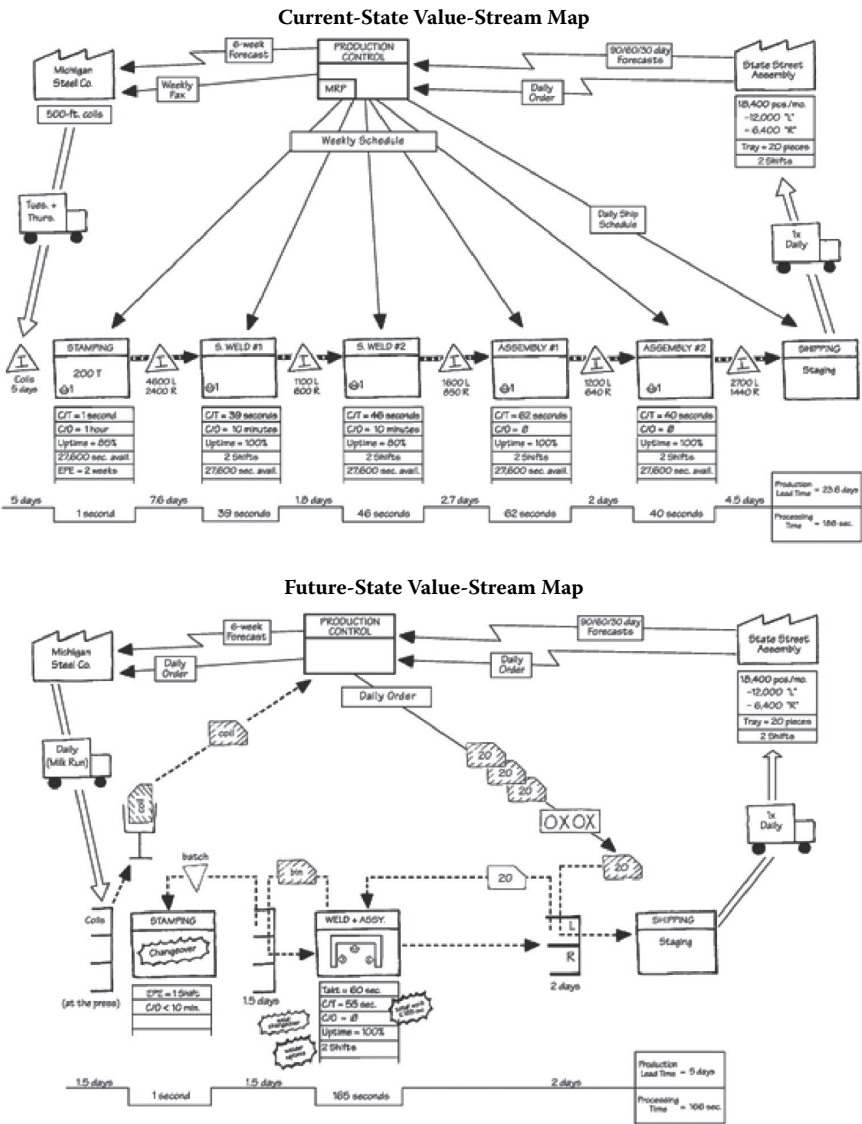 Current-State Value-Stream Map
Michigan
Steel Co.
500-ft. coils
Tues. +
Thurs.
6-week
Forecast
Weekly
Fax
PRODUCTION
CONTROL
MRP
90/60/30 day
Forecasts
Daily
Order
State Street
Assembly
18,400 pcs./mo.
-12,000 "L"
- 6,400 "R"
Tray = 20 pieces
2 Shifts
Weekly Schedule
Daily Ship
Schedule
1x
Daily
I
Coils
5 days
STAMPING
200 T
1
C/T = 1 second
C/O = 1 hour
Uptime = 85%
27,600 sec. avail.
EPE = 2 weeks
I
4600 L
2400 R
S. WELD #1
1
C/T = 39 seconds
C/O = 10 minutes
Uptime = 100%
2 Shifts
27,600 sec. avail.
I
1100 L
600 R
S. WELD #2
1
C/T = 46 seconds
C/O = 10 minutes
Uptime = 80%
2 Shifts
27,600 sec. avail.
I
1600 L
850 R
ASSEMBLY #1
1
C/T = 62 seconds
C/O = Ø
Uptime = 100%
2 Shifts
27,600 sec. avail.
I
1200 L
640 R
ASSEMBLY #2
1
C/T = 40 seconds
C/O = Ø
Uptime = 100%
2 Shifts
27,600 sec. avail.
I
2700 L
1440 R
SHIPPING
Staging
5 days
7.6 days
1.8 days
2.7 days
2 days
4.5 days
1 second
39 seconds
46 seconds
62 seconds
40 seconds
Production
Lead Time = 23.6 days
Processing
Time = 188 sec.
Future-State Value-Stream Map
Michigan
Steel Co.
6-week
Forecast
Daily
Order
PRODUCTION
CONTROL
90/60/30 day
Forecasts
Daily
Order
State Street
Assembly
18,400 pcs./mo.
-12,000 "L"
- 6,400 "R"
Tray = 20 pieces
2 Shifts
Daily Order
Daily
(Milk Run)
coil
coil
20
20
20
OXOX
1x
Daily
batch
bin
20
20
Coils
(at the press)
STAMPING
Changeover
EPE = 1 Shift
C/O < 10 min.
1.5 days
WELD + ASSY.
Takt = 60 sec.
C/T = 55 sec.
C/O = Ø
Uptime = 100%
2 Shifts
weld
changeover
welder
uptime
total work
L
R
2 days
SHIPPING
Staging
1.5 days
1.5 days
2 days
1 second
165 seconds
Production
Lead Time = 5 days
Processing
Time = 166 sec.